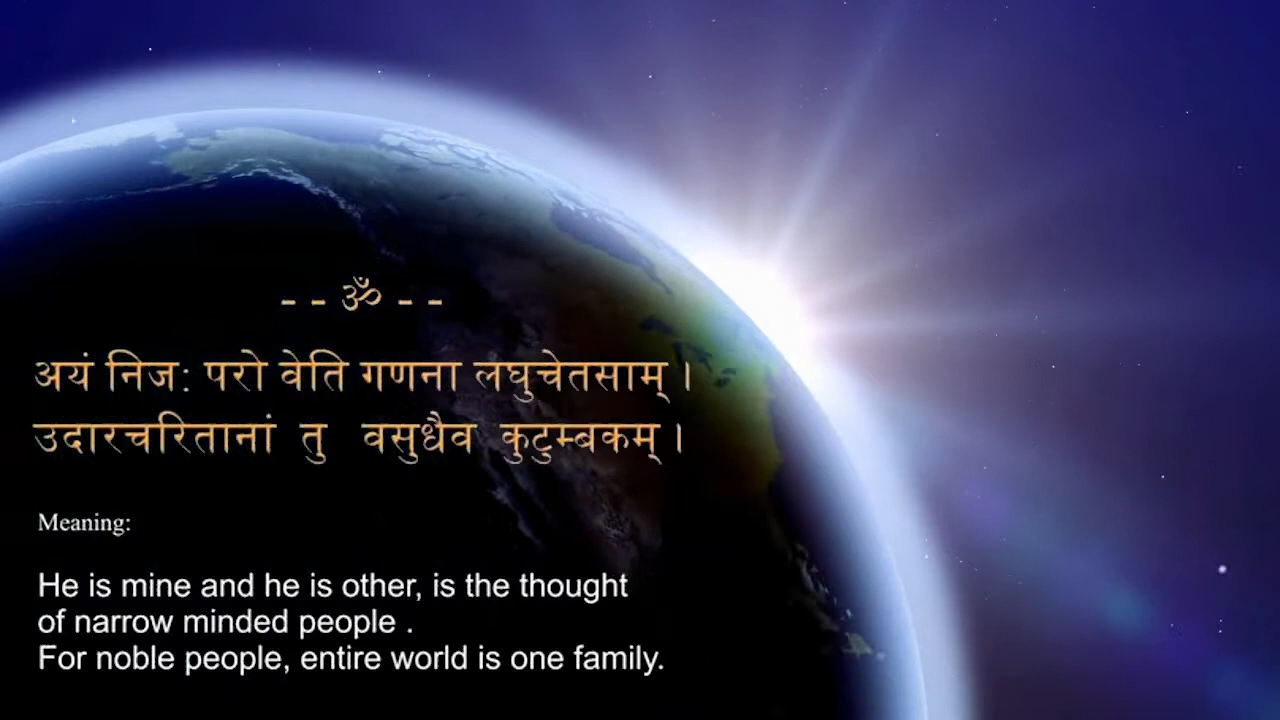 - - ॐ - -
अयं निज: परो वेति गणना लघुचेतसाम् ।
उदारचरितानां तु वसुधैव कुटुम्बकम् ।
Meaning:
He is mine and he is other, is the thought
of narrow minded people .
For noble people, entire world is one family.